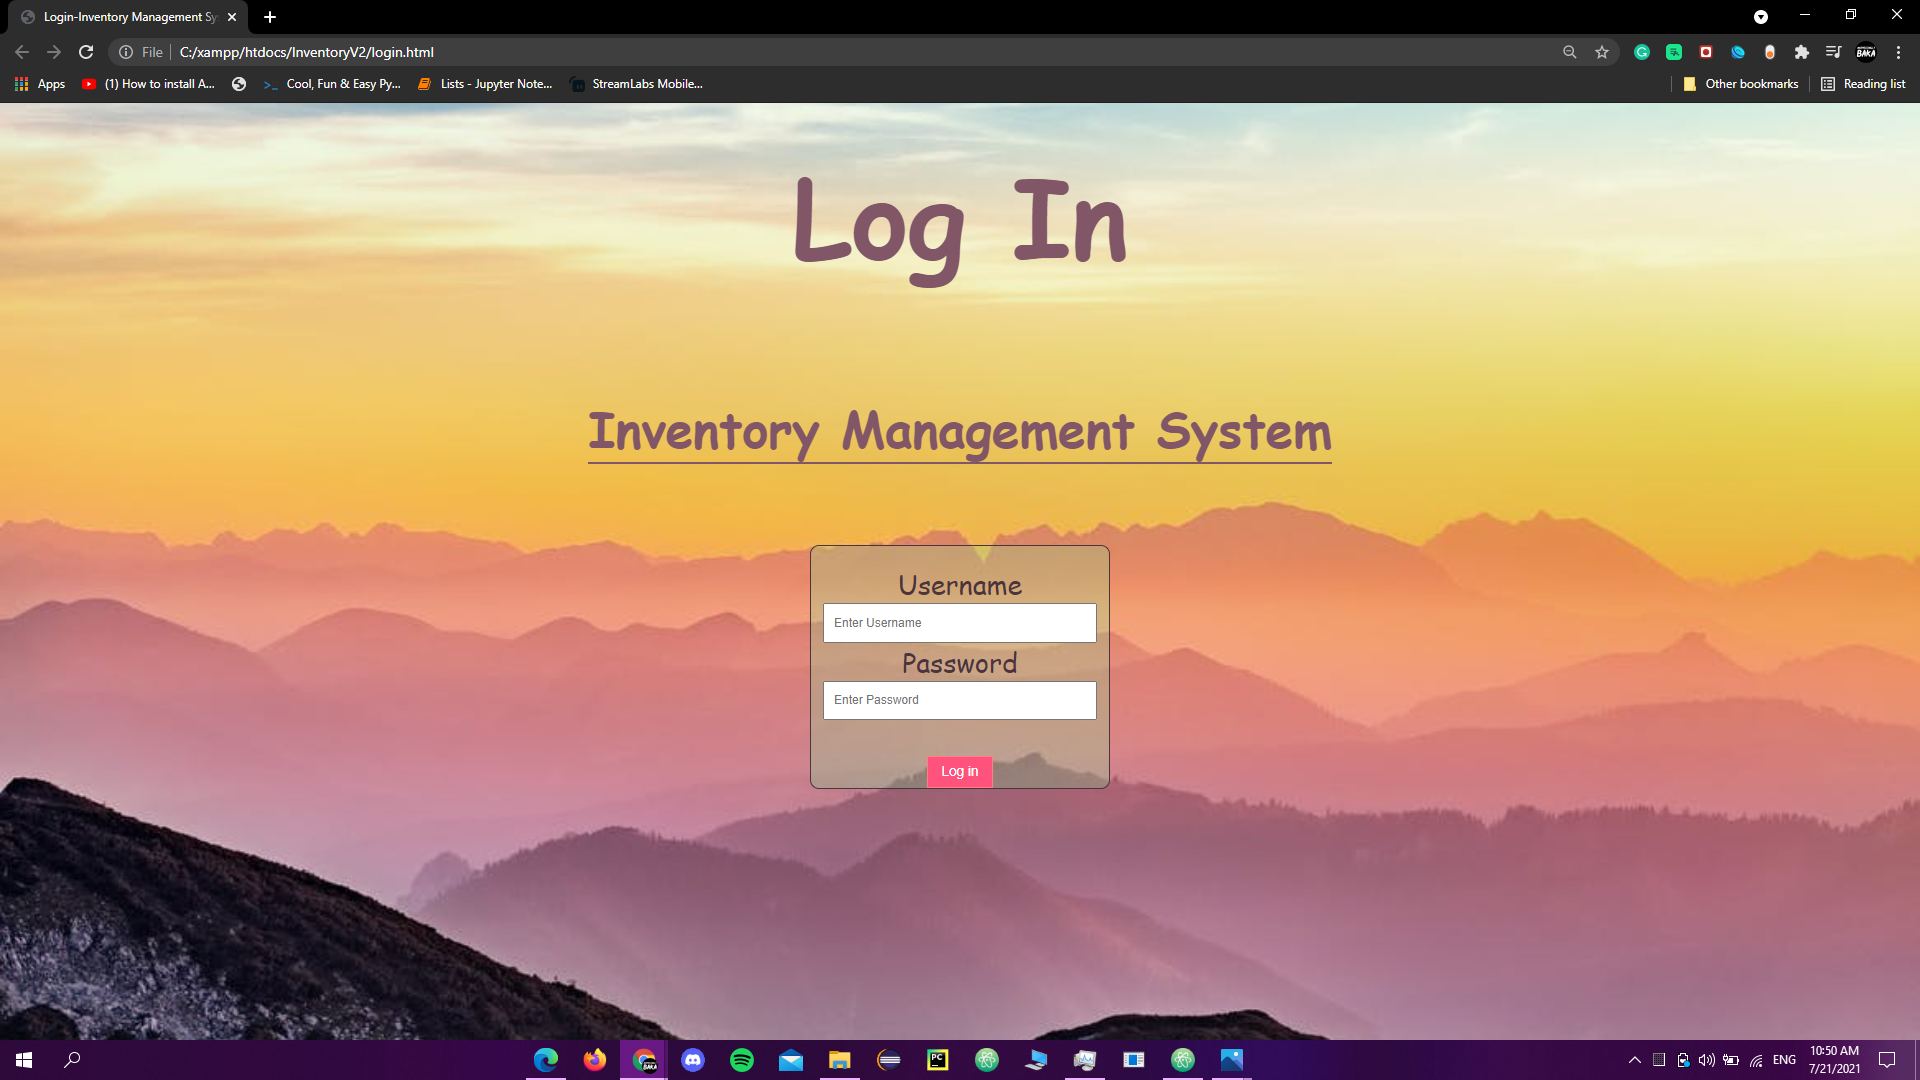 Login-Inventory Management Sy
File
C:/xampp/htdocs/InventoryV2/login.html
Apps
(1) How to install A...
Cool, Fun & Easy Py...
Lists - Jupyter Note...
StreamLabs Mobile...
Other bookmarks
Reading list
Log In
Inventory Management System
Username
Enter Username
Password
Enter Password
Log in
PC
BAKA
ENG
10:50 AM
7/21/2021